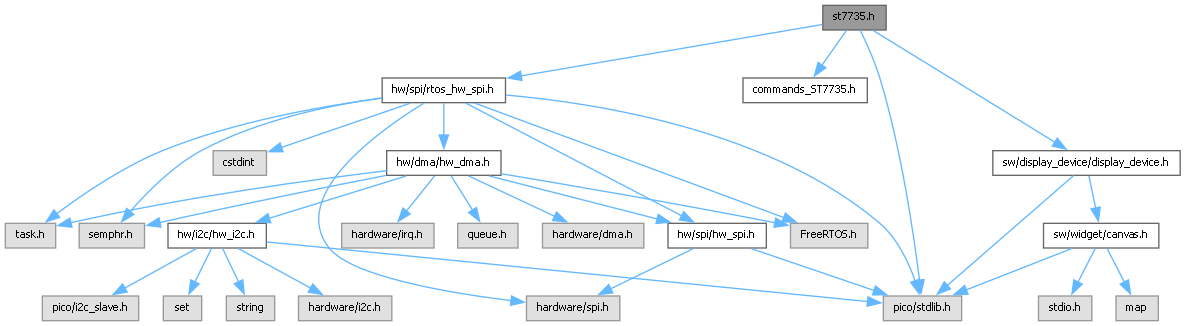 st7735.h
hw/spi/rtos_hw_spi.h
commands_ST7735.h
cstdint
hw/dma/hw_dma.h
sw/display_device/display_device.h
task.h
semphr.h
hw/i2c/hw_i2c.h
hardware/irq.h
queue.h
hardware/dma.h
hw/spi/hw_spi.h
FreeRTOS.h
sw/widget/canvas.h
pico/i2c_slave.h
set
string
hardware/i2c.h
hardware/spi.h
pico/stdlib.h
stdio.h
map